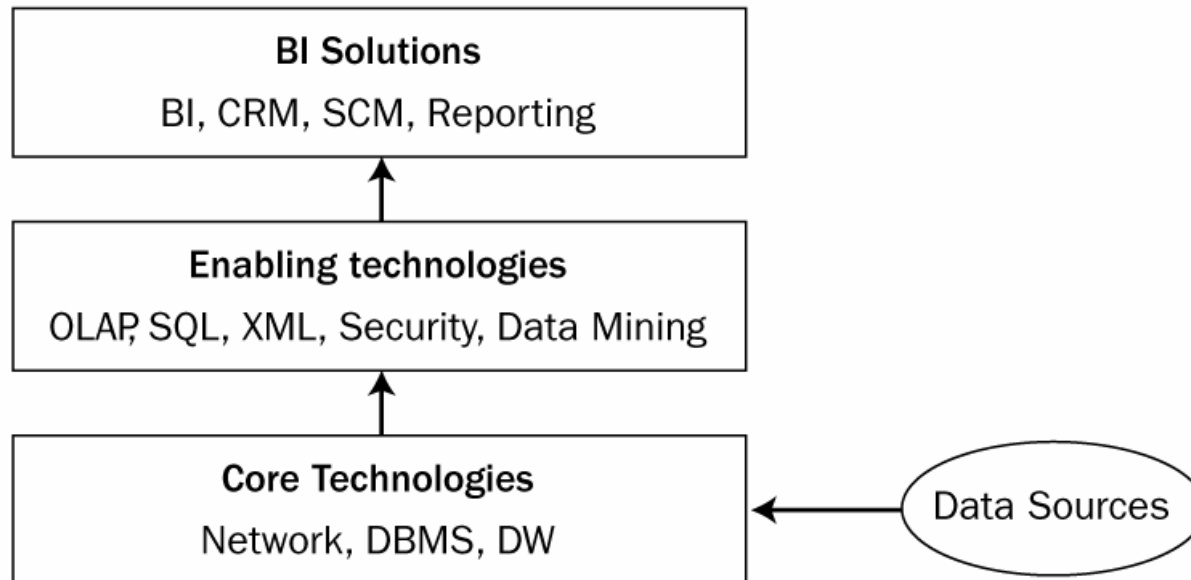 BI Solutions
BI, CRM, SCM, Reporting
Enabling technologies
OLAP, SQL, XML, Security, Data Mining
Core Technologies
Network, DBMS, DW
Data Sources